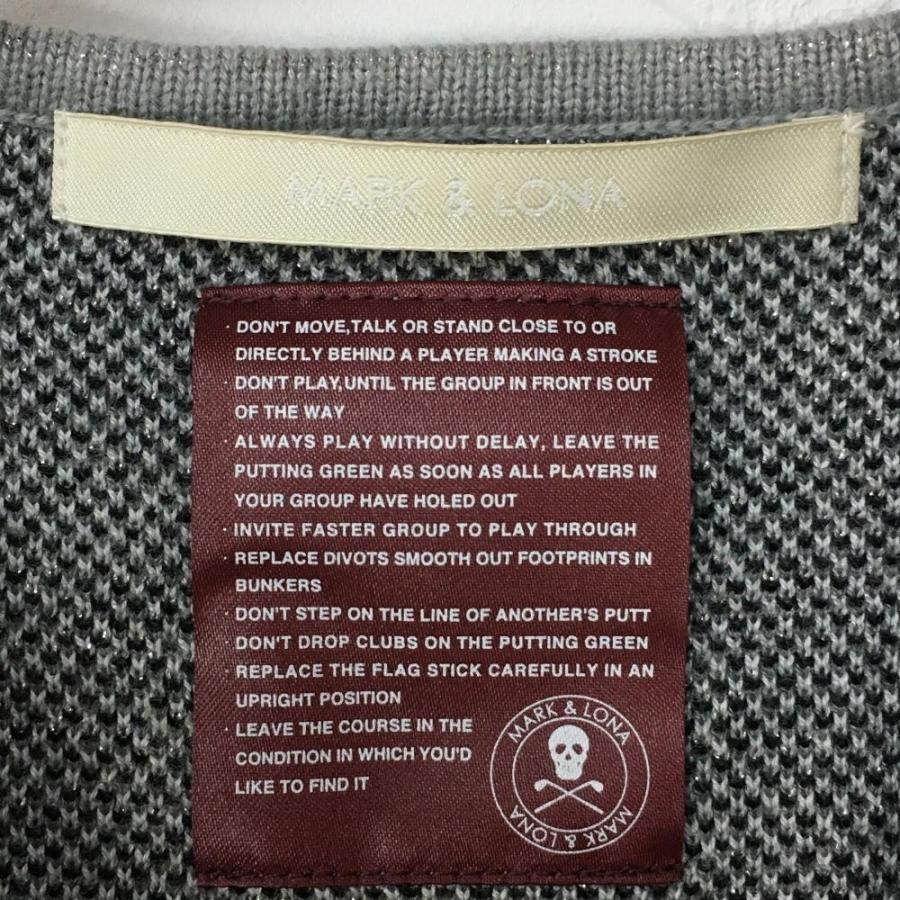 MARK & LONA
· DON'T MOVE,TALK OR STAND CLOSE TO OR
DIRECTLY BEHIND A PLAYER MAKING A STROKE
· DON'T PLAY,UNTIL THE GROUP IN FRONT IS OUT
OF THE WAY
· ALWAYS PLAY WITHOUT DELAY, LEAVE THE
PUTTING GREEN AS SOON AS ALL PLAYERS IN
YOUR GROUP HAVE HOLED OUT
· INVITE FASTER GROUP TO PLAY THROUGH
· REPLACE DIVOTS SMOOTH OUT FOOTPRINTS IN
BUNKERS
· DON'T STEP ON THE LINE OF ANOTHER'S PUTT
· DON'T DROP CLUBS ON THE PUTTING GREEN
· REPLACE THE FLAG STICK CAREFULLY IN AN
UPRIGHT POSITION
· LEAVE THE COURSE IN THE
CONDITION IN WHICH YOU'D
LIKE TO FIND IT
MARK & LONA
MARK & LONA